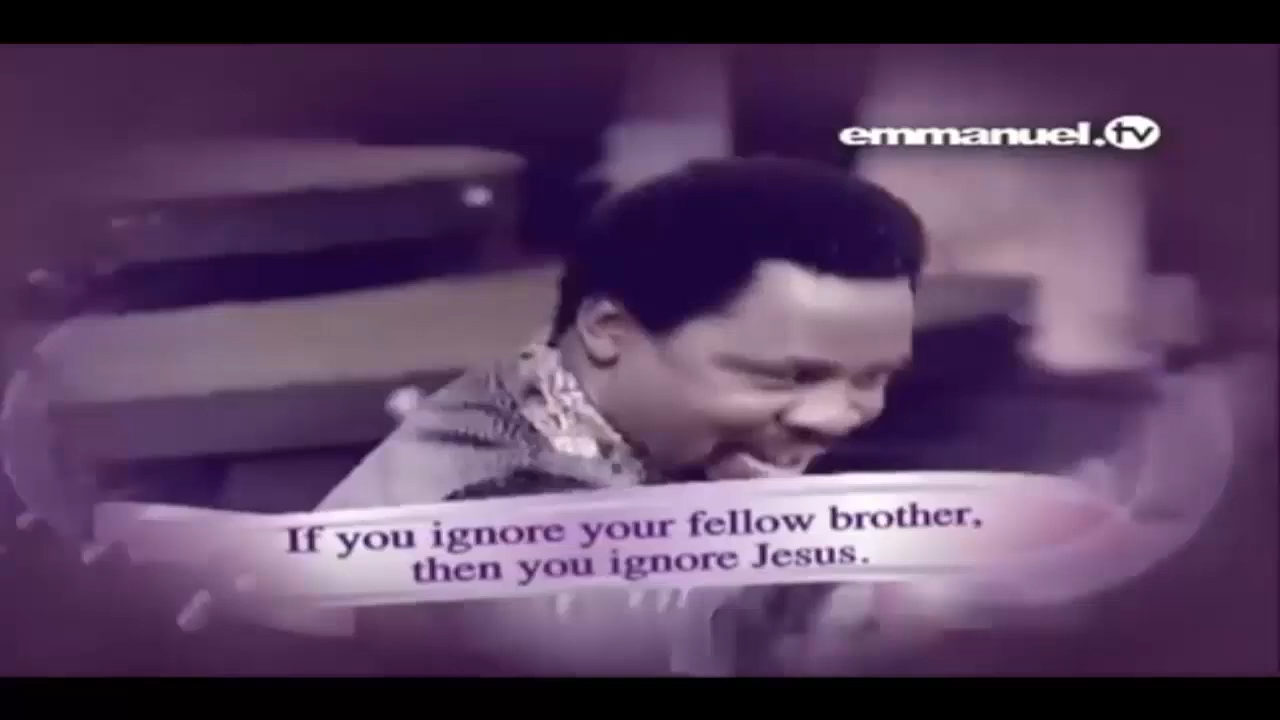 emmanuel.tv
If you ignore your fellow brother,
then you ignore Jesus.